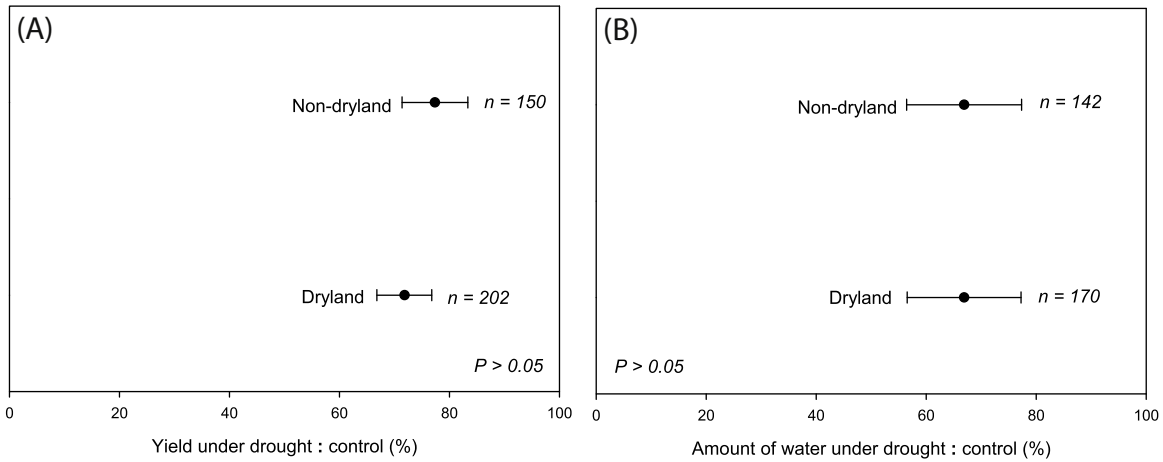 (A)
Non-dryland n = 150
Dryland n = 202
P > 0.05
0 20 40 60 80 100
Yield under drought : control (%)
(B)
Non-dryland n = 142
Dryland n = 170
P > 0.05
0 20 40 60 80 100
Amount of water under drought : control (%)